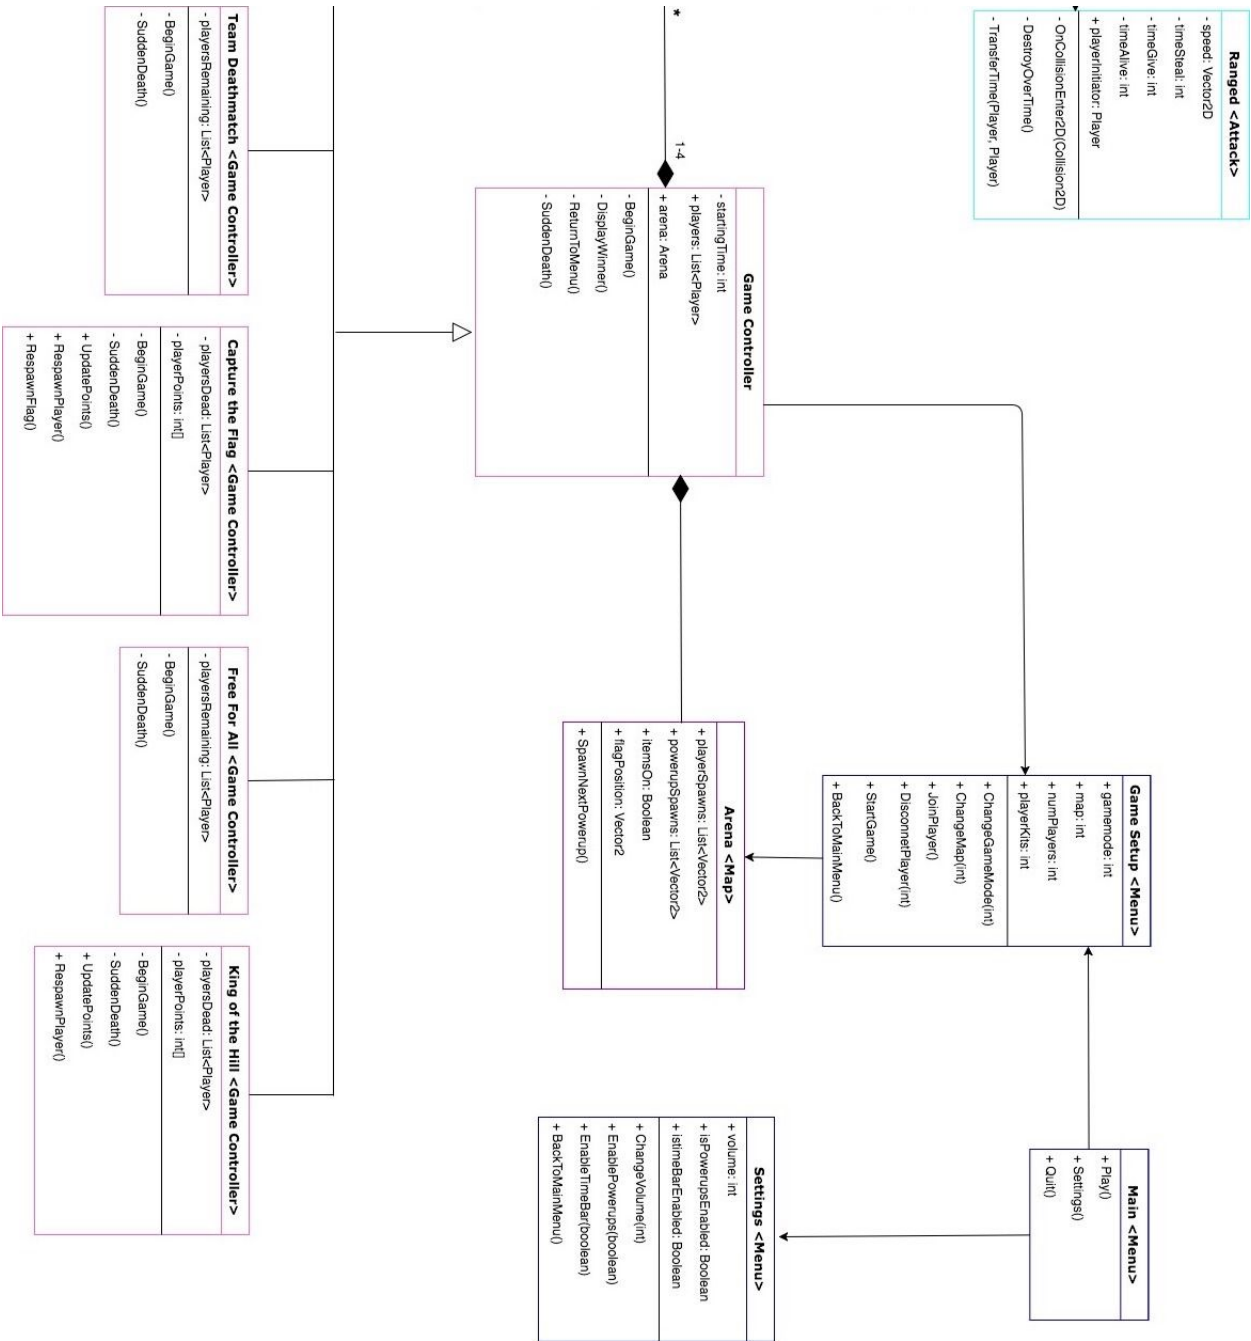 Ranged <Attack>
- speed: Vector2D
- timeSteal: int
- timeGive: int
- timeAlive: int
+ playerInitiator: Player
- OnCollisionEnter2D(Collision2D)
- DestroyOverTime()
- TransferTime(Player, Player)
*
1-4
Game Controller
- startingTime: int
+ players: List<Player>
+ arena: Arena
- BeginGame()
- DisplayWinner()
- ReturnToMenu()
- SuddenDeath()
Game Setup <Menu>
+ gamemode: int
+ map: int
+ numPlayers: int
+ playerKits: int
+ ChangeGameMode(int)
+ ChangeMap(int)
+ JoinPlayer()
+ DisconnetPlayer(int)
+ StartGame()
+ BackToMainMenu()
Main <Menu>
+ Play()
+ Settings()
+ Quit()
Arena <Map>
+ playerSpawns: List<Vector2>
+ powerupSpawns: List<Vector2>
+ itemsOn: Boolean
+ flagPosition: Vector2
+ SpawnNextPowerup()
Settings <Menu>
+ volume: int
+ isPowerupsEnabled: Boolean
+ istimeBarEnabled: Boolean
+ ChangeVolume(int)
+ EnablePowerups(boolean)
+ EnableTimeBar(boolean)
+ BackToMainMenu()
Team Deathmatch <Game Controller>
- playersRemaining: List<Player>
- BeginGame()
- SuddenDeath()
Capture the Flag <Game Controller>
- playersDead: List<Player>
- playerPoints: int[]
- BeginGame()
- SuddenDeath()
+ UpdatePoints()
+ RespawnPlayer()
+ RespawnFlag()
Free For All <Game Controller>
- playersRemaining: List<Player>
- BeginGame()
- SuddenDeath()
King of the Hill <Game Controller>
- playersDead: List<Player>
- playerPoints: int[]
- BeginGame()
- SuddenDeath()
+ UpdatePoints()
+ RespawnPlayer()